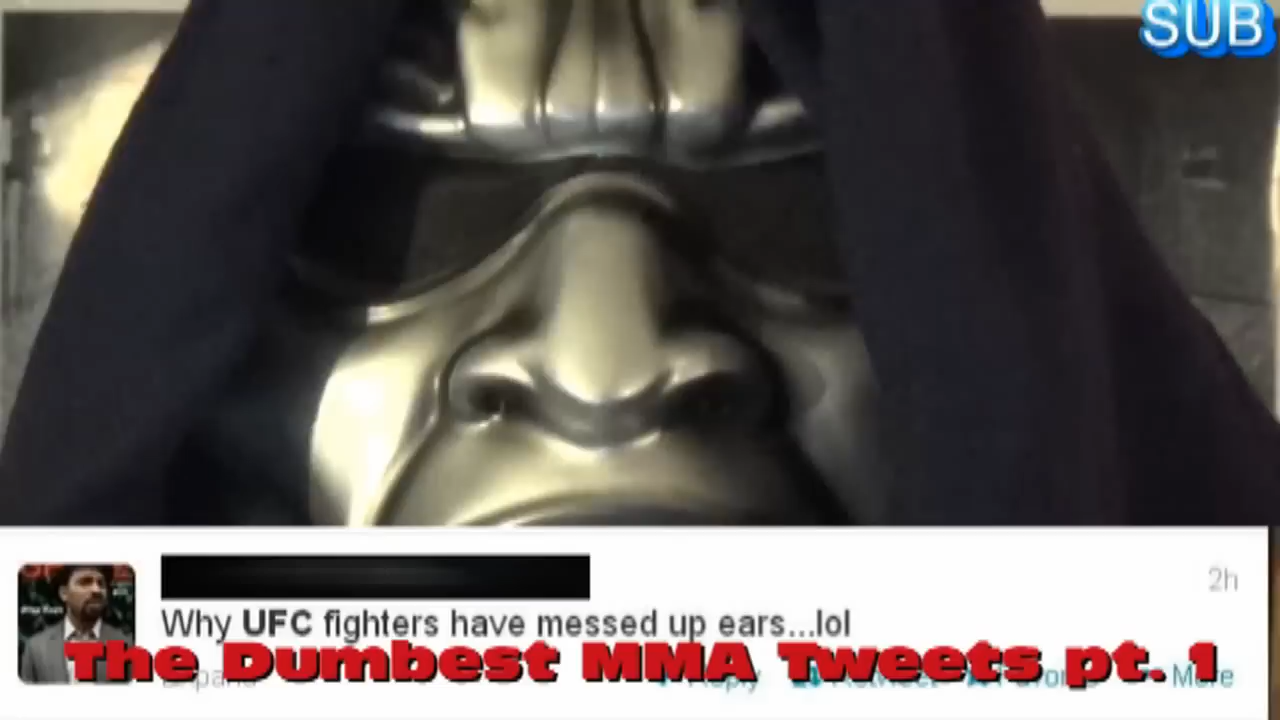 SUB
2h
Why UFC fighters have messed up ears...lol
The Dumbest MMA Tweets pt. 1
More